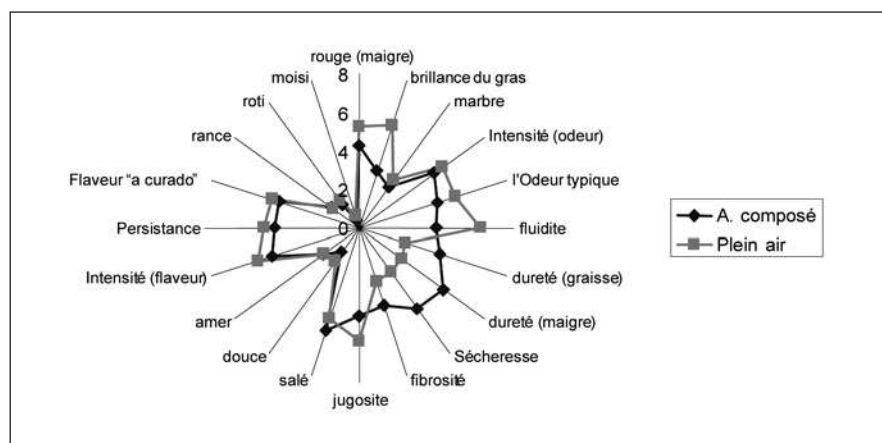 rouge (maigre)
8
6
4
2
0
brillance du gras
marbre
Intensité (odeur)
l'Odeur typique
fluidite
dureté (graisse)
dureté (maigre)
Sécheresse
fibrosité
jugosite
salé
douce
amer
Intensité (flaveur)
Persistance
Flaveur "a curado"
rance
roti
moisi
A. composé
Plein air